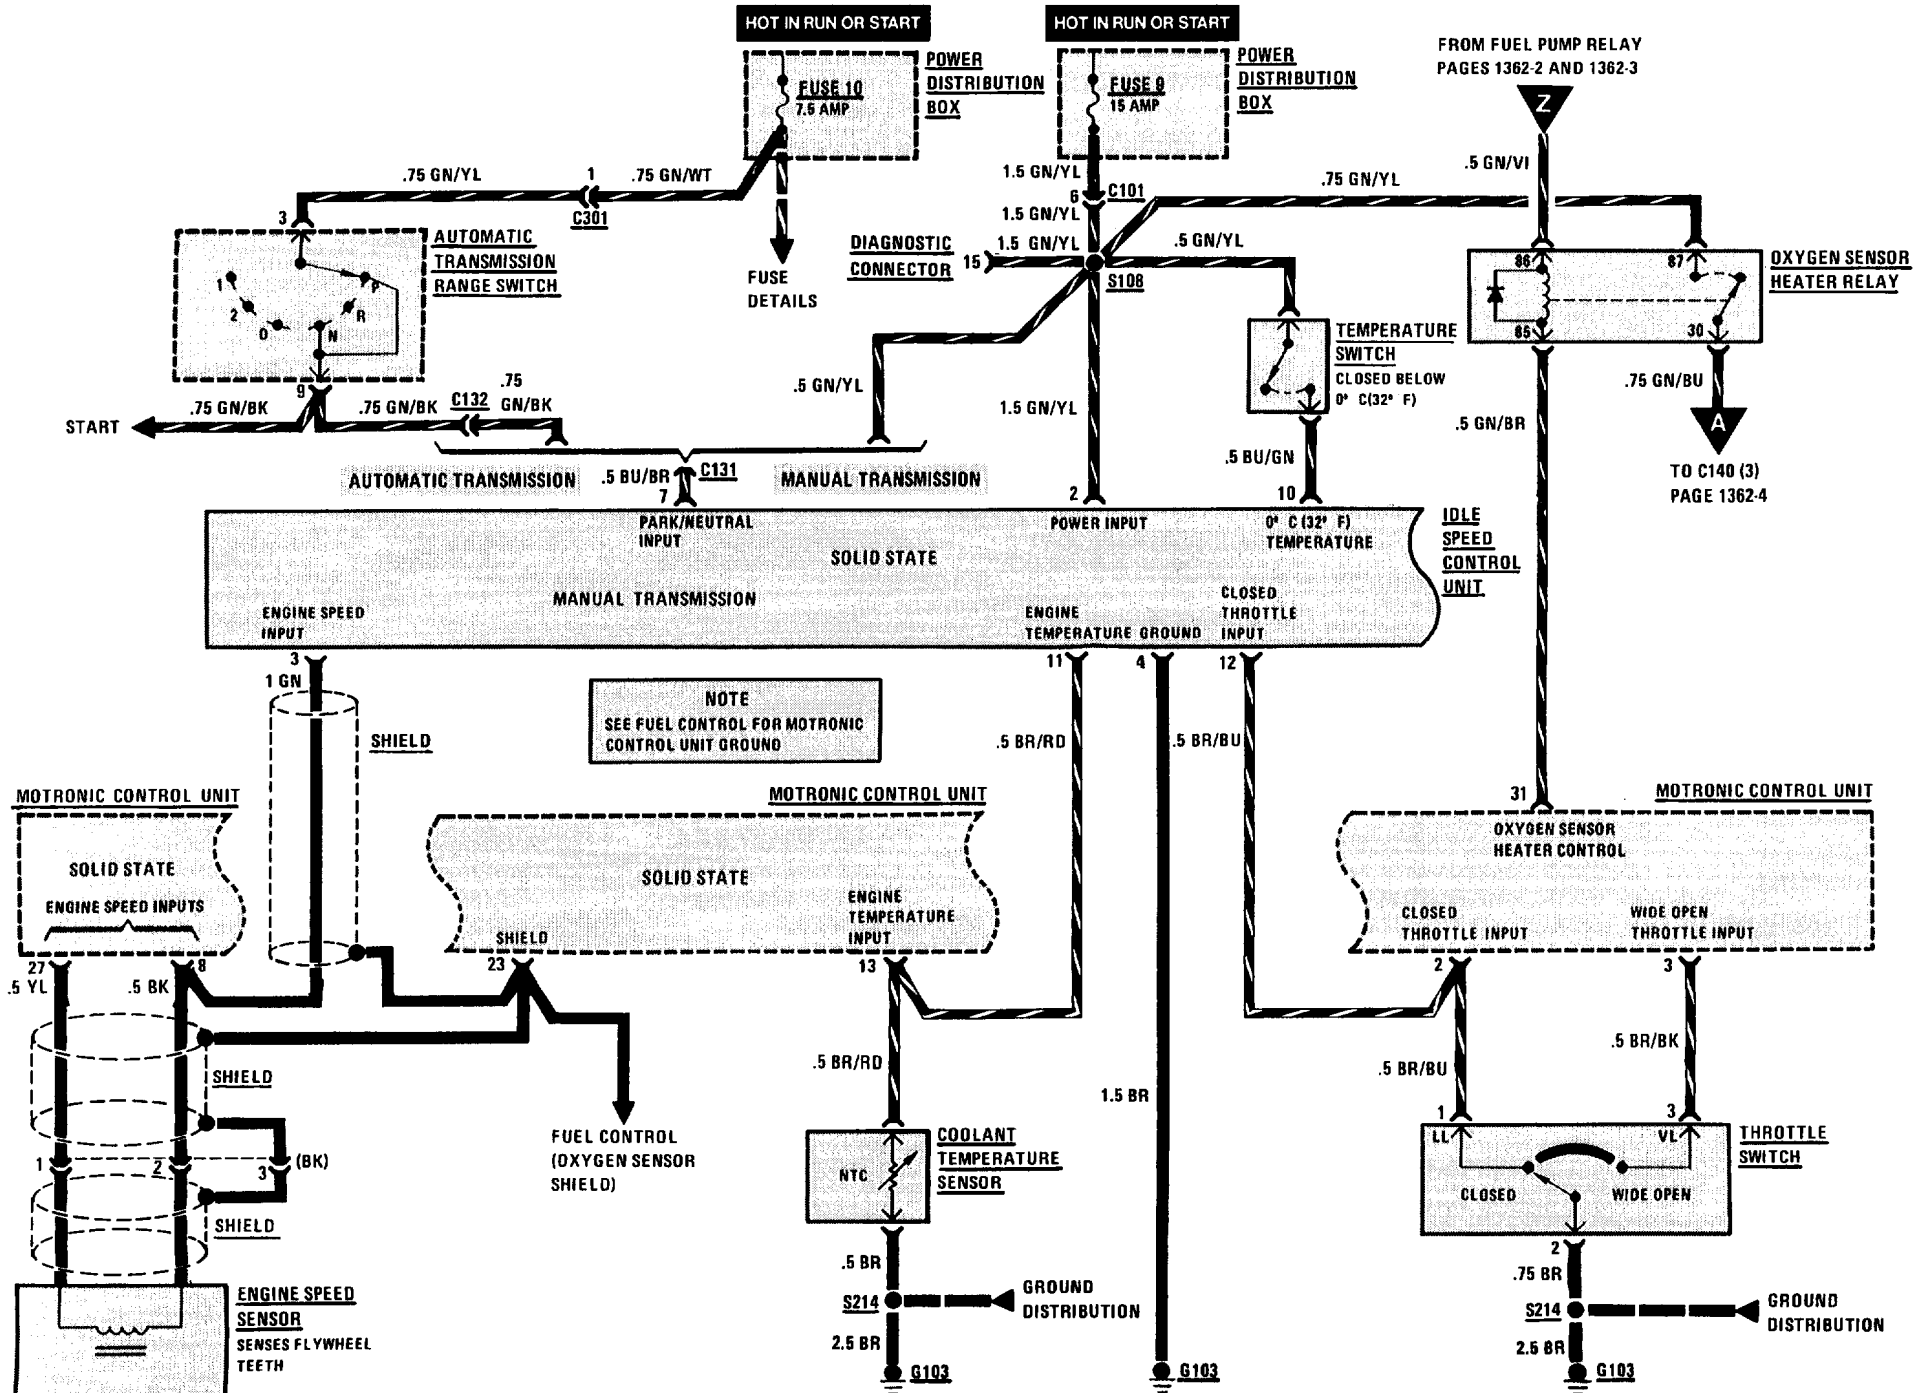 HOT IN RUN OR START
HOT IN RUN OR START
FROM FUEL PUMP RELAY
PAGES 1362-2 AND 1362-3
POWER
DISTRIBUTION
BOX
FUSE 10
7.5 AMP
POWER
DISTRIBUTION
BOX
FUSE 9
15 AMP
Z
.5 GN/VI
.75 GN/YL
1
.75 GN/WT
C301
1.5 GN/YL
6
C101
1.5 GN/YL
.75 GN/YL
3
AUTOMATIC
TRANSMISSION
RANGE SWITCH
1
2
D
N
R
P
9
FUSE
DETAILS
DIAGNOSTIC
CONNECTOR
15
1.5 GN/YL
S108
.5 GN/YL
86
87
85
30
OXYGEN SENSOR
HEATER RELAY
TEMPERATURE
SWITCH
CLOSED BELOW
0° C(32° F)
.75 GN/BU
A
TO C140 (3)
PAGE 1362-4
START
.75 GN/BK
.75 GN/BK
C132
.75
GN/BK
.5 GN/YL
1.5 GN/YL
.5 GN/BR
AUTOMATIC TRANSMISSION
.5 BU/BR
C131
7
MANUAL TRANSMISSION
2
.5 BU/GN
10
PARK/NEUTRAL
INPUT
POWER INPUT
0° C (32° F)
TEMPERATURE
IDLE
SPEED
CONTROL
UNIT
SOLID STATE
MANUAL TRANSMISSION
ENGINE SPEED
INPUT
ENGINE
TEMPERATURE
GROUND
CLOSED
THROTTLE
INPUT
3
11
4
12
1 GN
SHIELD
NOTE
SEE FUEL CONTROL FOR MOTRONIC
CONTROL UNIT GROUND
.5 BR/RD
.5 BR/BU
MOTRONIC CONTROL UNIT
SOLID STATE
ENGINE SPEED INPUTS
27
8
.5 YL
.5 BK
MOTRONIC CONTROL UNIT
SOLID STATE
SHIELD
ENGINE
TEMPERATURE
INPUT
23
13
31
MOTRONIC CONTROL UNIT
OXYGEN SENSOR
HEATER CONTROL
CLOSED
THROTTLE INPUT
WIDE OPEN
THROTTLE INPUT
2
3
SHIELD
1
2
3
(BK)
SHIELD
FUEL CONTROL
(OXYGEN SENSOR
SHIELD)
.5 BR/RD
COOLANT
TEMPERATURE
SENSOR
NTC
1.5 BR
.5 BR/BU
.5 BR/BK
1
LL
3
VL
THROTTLE
SWITCH
CLOSED
WIDE OPEN
2
ENGINE SPEED
SENSOR
SENSES FLYWHEEL
TEETH
.5 BR
S214
GROUND
DISTRIBUTION
2.5 BR
G103
G103
.75 BR
S214
GROUND
DISTRIBUTION
2.5 BR
G103